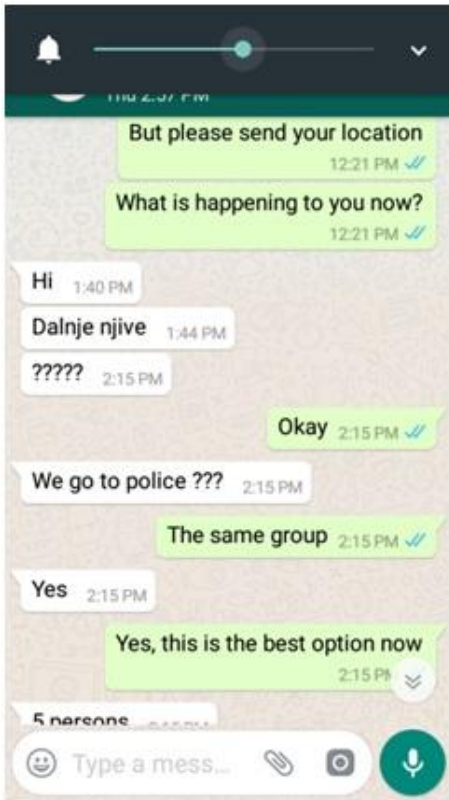 But please send your location
12:21 PM
What is happening to you now?
12:21 PM
Hi 1:40 PM
Dalnje njive 1:44 PM
????? 2:15 PM
Okay 2:15 PM
We go to police ??? 2:15 PM
The same group 2:15 PM
Yes 2:15 PM
Yes, this is the best option now
2:15 P
5 persons
Type a mess...